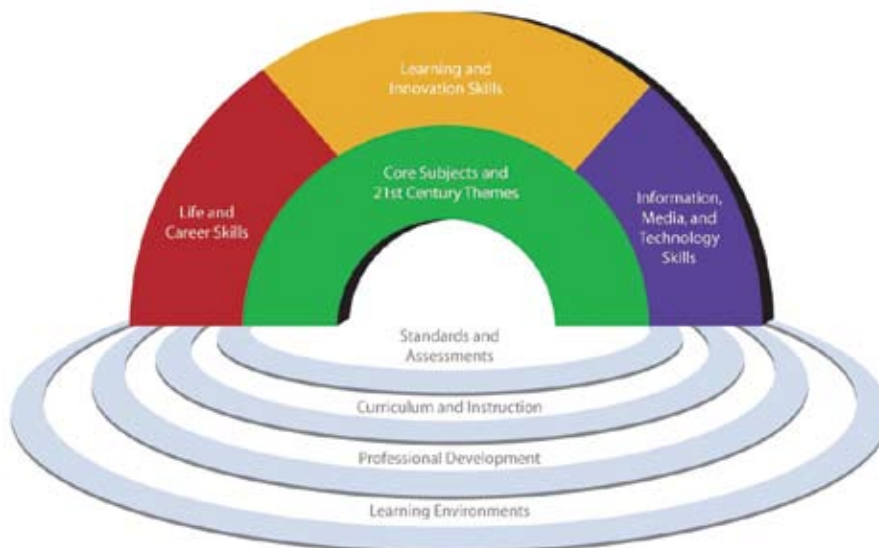 Learning and
Innovation Skills
Core Subjects and
21st Century Themes
Life and
Career Skills
Information,
Media, and
Technology
Skills
Standards and
Assessments
Curriculum and Instruction
Professional Development
Learning Environments